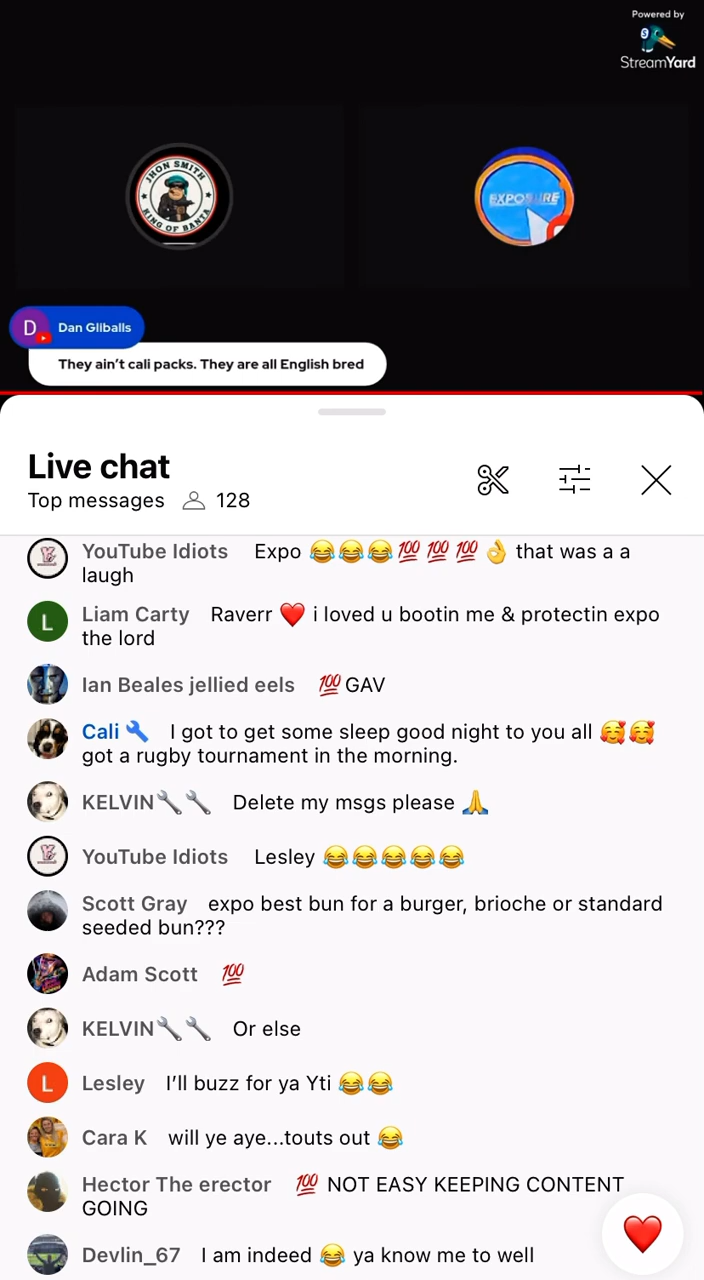 Powered by
StreamYard
JHON SMITH
KING OF BANTA
EXPOSURE
D
Dan Gliballs
They ain't cali packs. They are all English bred
Live chat
Top messages 128
YouTube Idiots Expo 😂😂😂💯💯💯👌 that was a a
laugh
L Liam Carty Raverr ❤️ i loved u bootin me & protectin expo
the lord
Ian Beales jellied eels 💯GAV
Cali🔧 I got to get some sleep good night to you all 🥰🥰
got a rugby tournament in the morning.
KELVIN🔧🔧 Delete my msgs please 🙏
YouTube Idiots Lesley 😂😂😂😂😂
Scott Gray expo best bun for a burger, brioche or standard
seeded bun???
Adam Scott 💯
KELVIN🔧🔧 Or else
L Lesley I'll buzz for ya Yti 😂😂
Cara K will ye aye...touts out 😂
Hector The erector 💯 NOT EASY KEEPING CONTENT
GOING
Devlin_67 I am indeed 😂 ya know me to well